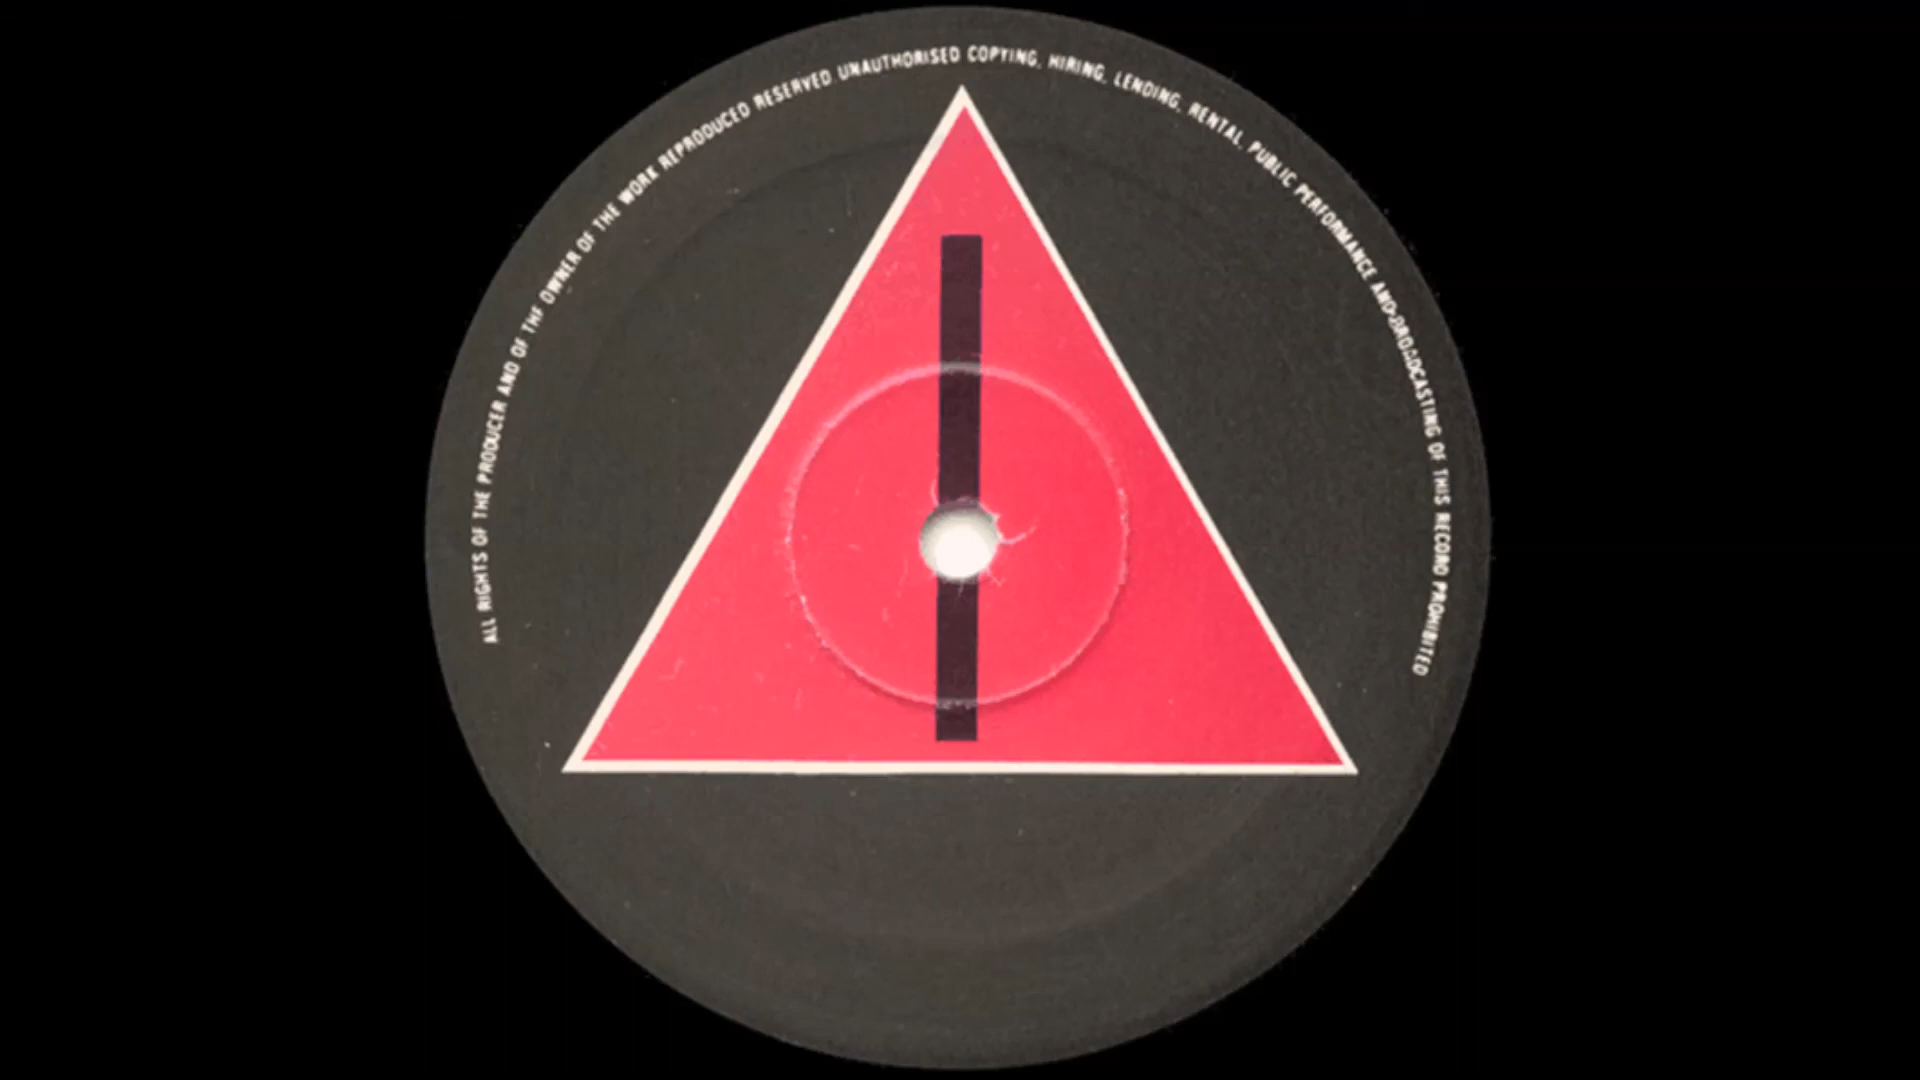 ALL RIGHTS OF THE PRODUCER AND OF THE OWNER OF THE WORK REPRODUCED RESERVED UNAUTHORISED COPYING, HIRING, LENDING, RENTAL, PUBLIC PERFORMANCE AND BROADCASTING OF THIS RECORD PROHIBITED